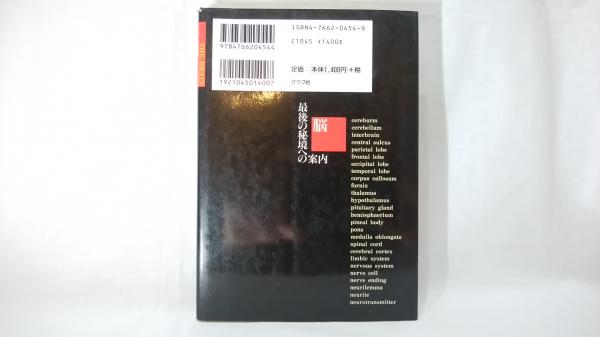 THE BRAIN
9784766204544
1921045014007
ISBN4-7662-0454-9
C1045 ¥1400E
定価 本体1,400円+税
グラフ社
脳
最後の秘境への
案内
cereburm
cerebellum
interbrain
central sulcus
parietal lobe
frontal lobe
occipital lobe
temporal lobe
corpus callosum
fornix
thalamus
hypothalamus
pituitary gland
hemisphaerium
pineal body
pons
medulla oblongata
spinal cord
cerebral cortex
limbic system
nervous system
nerve cell
nerve ending
neurilemma
neurite
neurotransmitter